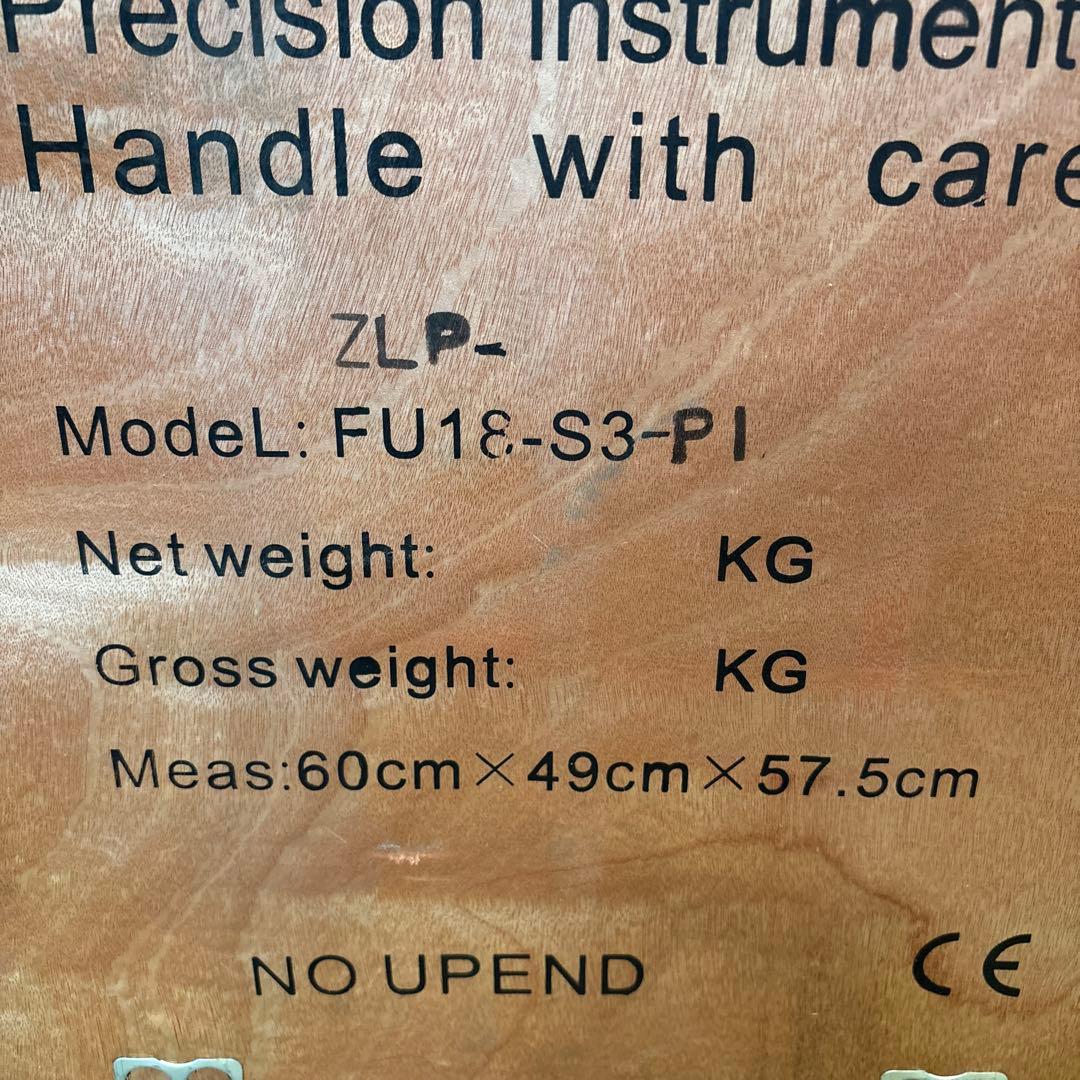 Precision Instrument
Handle with care
ZLP-
ModeL: FU18-S3-P1
Net weight: KG
Gross weight: KG
Meas:60cm×49cm×57.5cm
NO UPEND CE